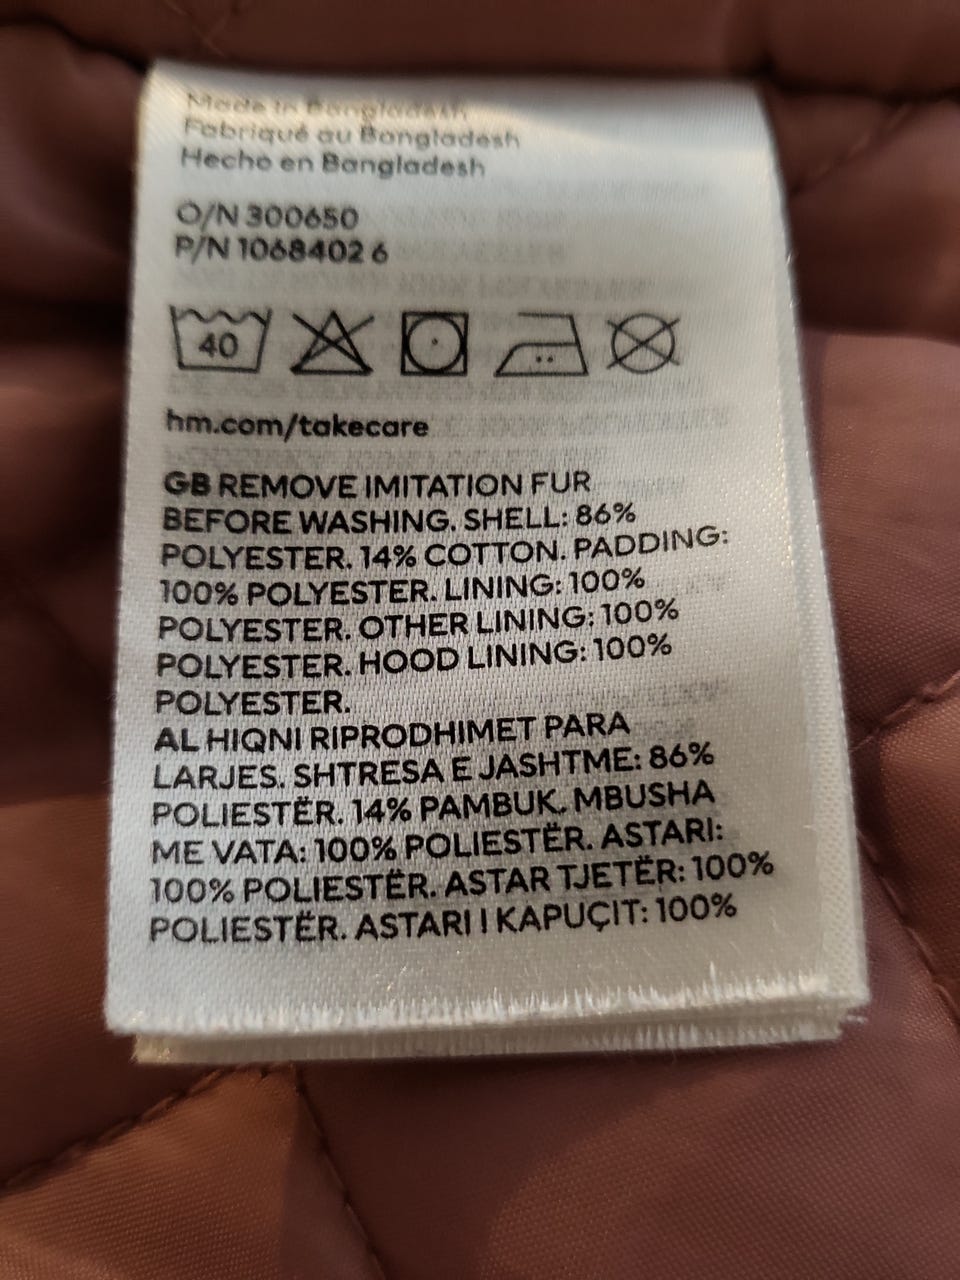 Made in Bangladesh
Fabriqué au Bangladesh
Hecho en Bangladesh
O/N 300650
P/N 1068402 6
40
hm.com/takecare
GB REMOVE IMITATION FUR
BEFORE WASHING. SHELL: 86%
POLYESTER. 14% COTTON. PADDING:
100% POLYESTER. LINING: 100%
POLYESTER. OTHER LINING: 100%
POLYESTER. HOOD LINING: 100%
POLYESTER.
AL HIQNI RIPRODHIMET PARA
LARJES. SHTRESA E JASHTME: 86%
POLIESTËR. 14% PAMBUK. MBUSHA
ME VATA: 100% POLIESTËR. ASTARI:
100% POLIESTËR. ASTAR TJETËR: 100%
POLIESTËR. ASTARI I KAPUÇIT: 100%